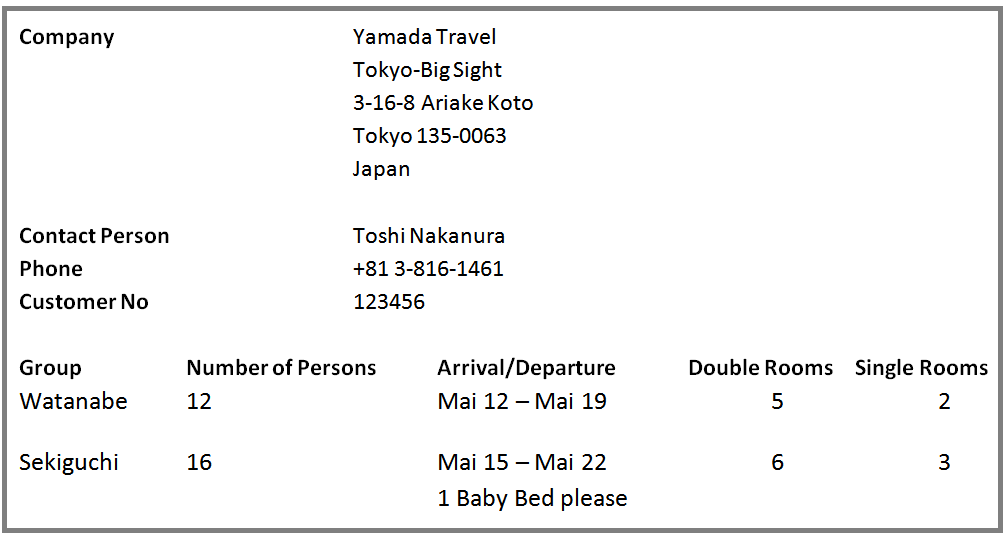 Company Yamada Travel
Tokyo-Big Sight
3-16-8 Ariake Koto
Tokyo 135-0063
Japan
Contact Person Toshi Nakanura
Phone +81 3-816-1461
Customer No 123456
Group Number of Persons Arrival/Departure Double Rooms Single Rooms
Watanabe 12 Mai 12 – Mai 19 5 2
Sekiguchi 16 Mai 15 – Mai 22 6 3
1 Baby Bed please